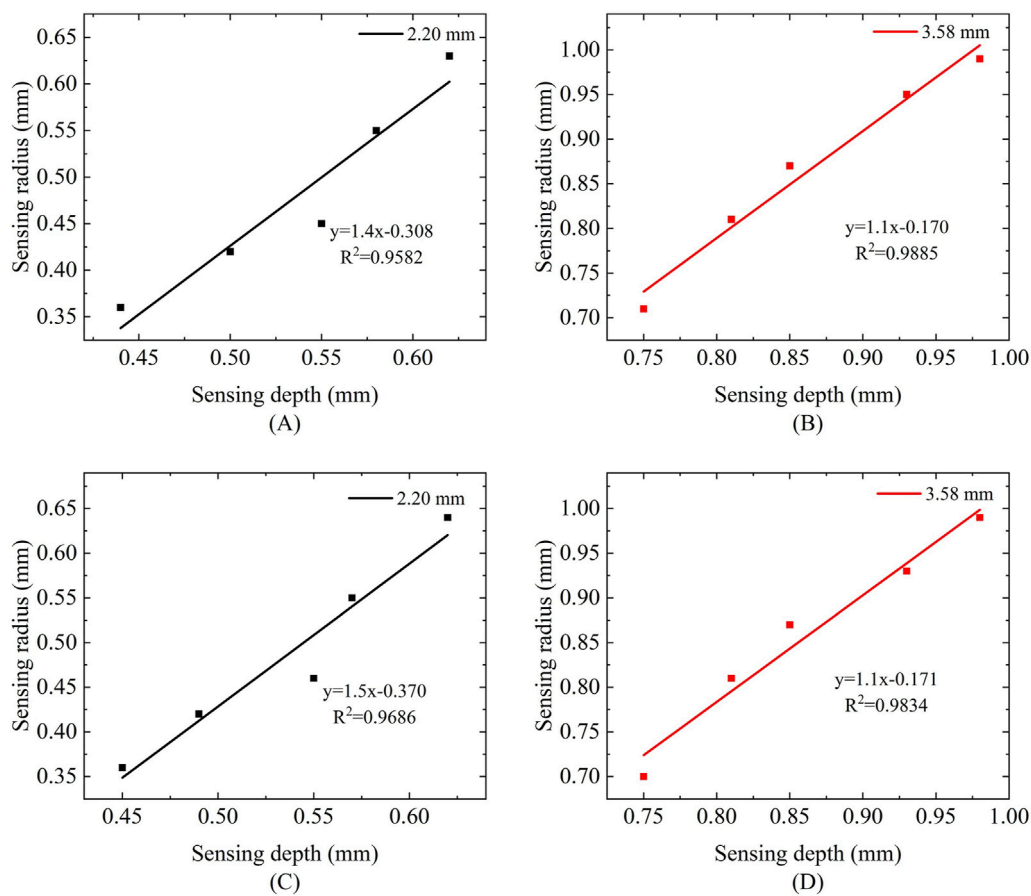 2.20 mm
0.65
0.60
0.55
0.50
0.45
0.40
0.35
Sensing radius (mm)
y=1.4x-0.308
R²=0.9582
0.45
0.50
0.55
0.60
Sensing depth (mm)
(A)
3.58 mm
1.00
0.95
0.90
0.85
0.80
0.75
0.70
Sensing radius (mm)
y=1.1x-0.170
R²=0.9885
0.75
0.80
0.85
0.90
0.95
1.00
Sensing depth (mm)
(B)
2.20 mm
0.65
0.60
0.55
0.50
0.45
0.40
0.35
Sensing radius (mm)
y=1.5x-0.370
R²=0.9686
0.45
0.50
0.55
0.60
Sensing depth (mm)
(C)
3.58 mm
1.00
0.95
0.90
0.85
0.80
0.75
0.70
Sensing radius (mm)
y=1.1x-0.171
R²=0.9834
0.75
0.80
0.85
0.90
0.95
1.00
Sensing depth (mm)
(D)